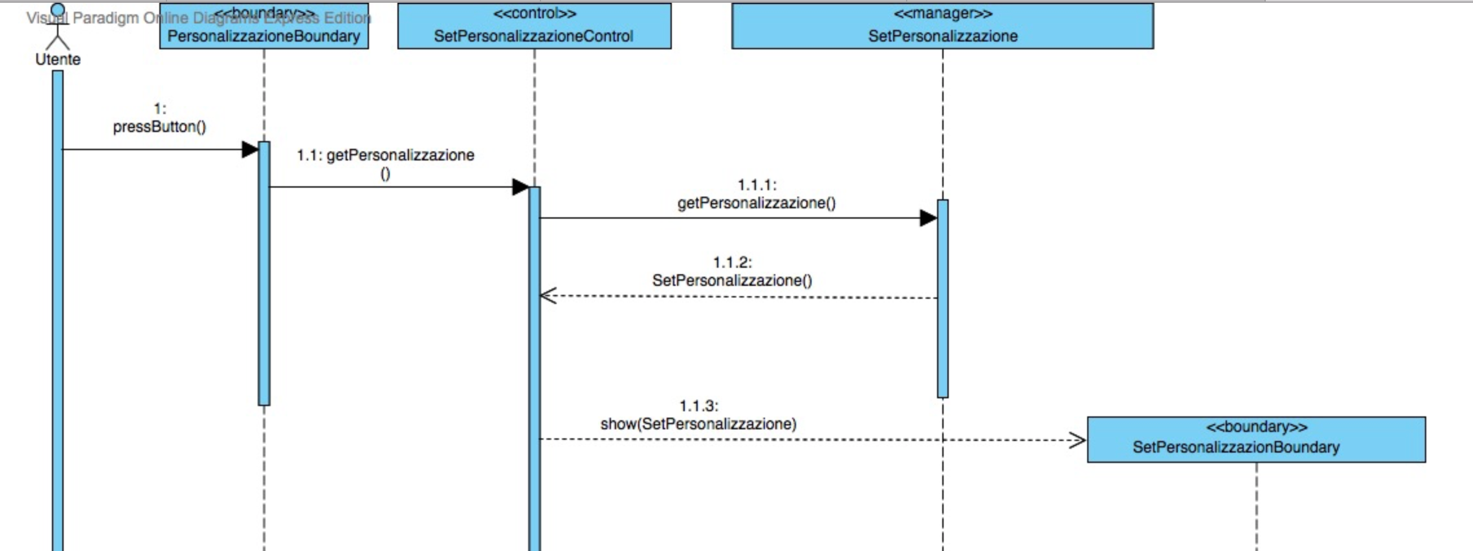 Visual Paradigm Online Diagrams Express Edition
<<boundary>>
PersonalizzazioneBoundary
<<control>>
SetPersonalizzazioneControl
<<manager>>
SetPersonalizzazione
Utente
1:
pressButton()
1.1: getPersonalizzazione
()
1.1.1:
getPersonalizzazione()
1.1.2:
SetPersonalizzazione()
1.1.3:
show(SetPersonalizzazione)
<<boundary>>
SetPersonalizzazionBoundary